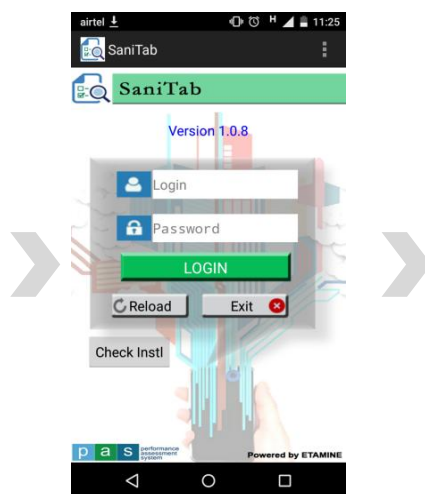 airtel H 11:25
SaniTab
SaniTab
Version 1.0.8
Login
Password
LOGIN
Reload Exit
Check Instl
pas performance assessment system
Powered by ETAMINE